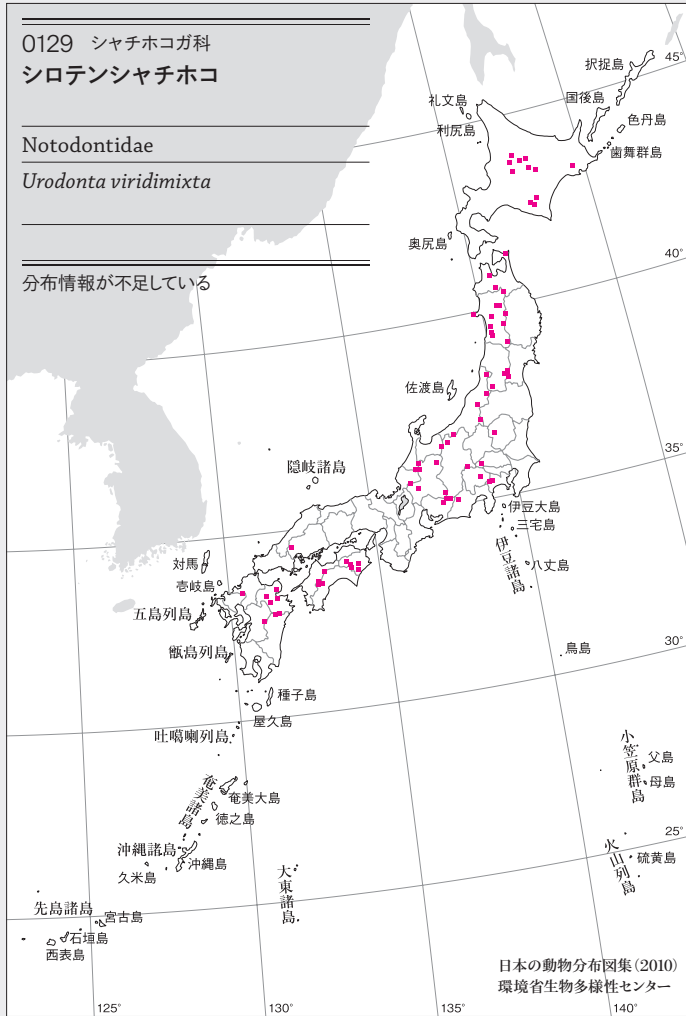 0129 シャチホコガ科
シロテンシャチホコ
Notodontidae
Urodonta viridimixta
分布情報が不足している
択捉島
45°
国後島
礼文島
色丹島
利尻島
歯舞群島
奥尻島
40°
佐渡島
35°
隠岐諸島
伊豆大島
三宅島
伊豆諸島
八丈島
対馬
壱岐島
五島列島
甑島列島
鳥島
30°
種子島
屋久島
吐噶喇列島
小笠原群島
父島
母島
奄美諸島
奄美大島
徳之島
25°
沖縄諸島
沖縄島
久米島
火山列島
硫黄島
大東諸島
先島諸島
宮古島
石垣島
西表島
日本の動物分布図集(2010)
環境省生物多様性センター
125°
130°
135°
140°